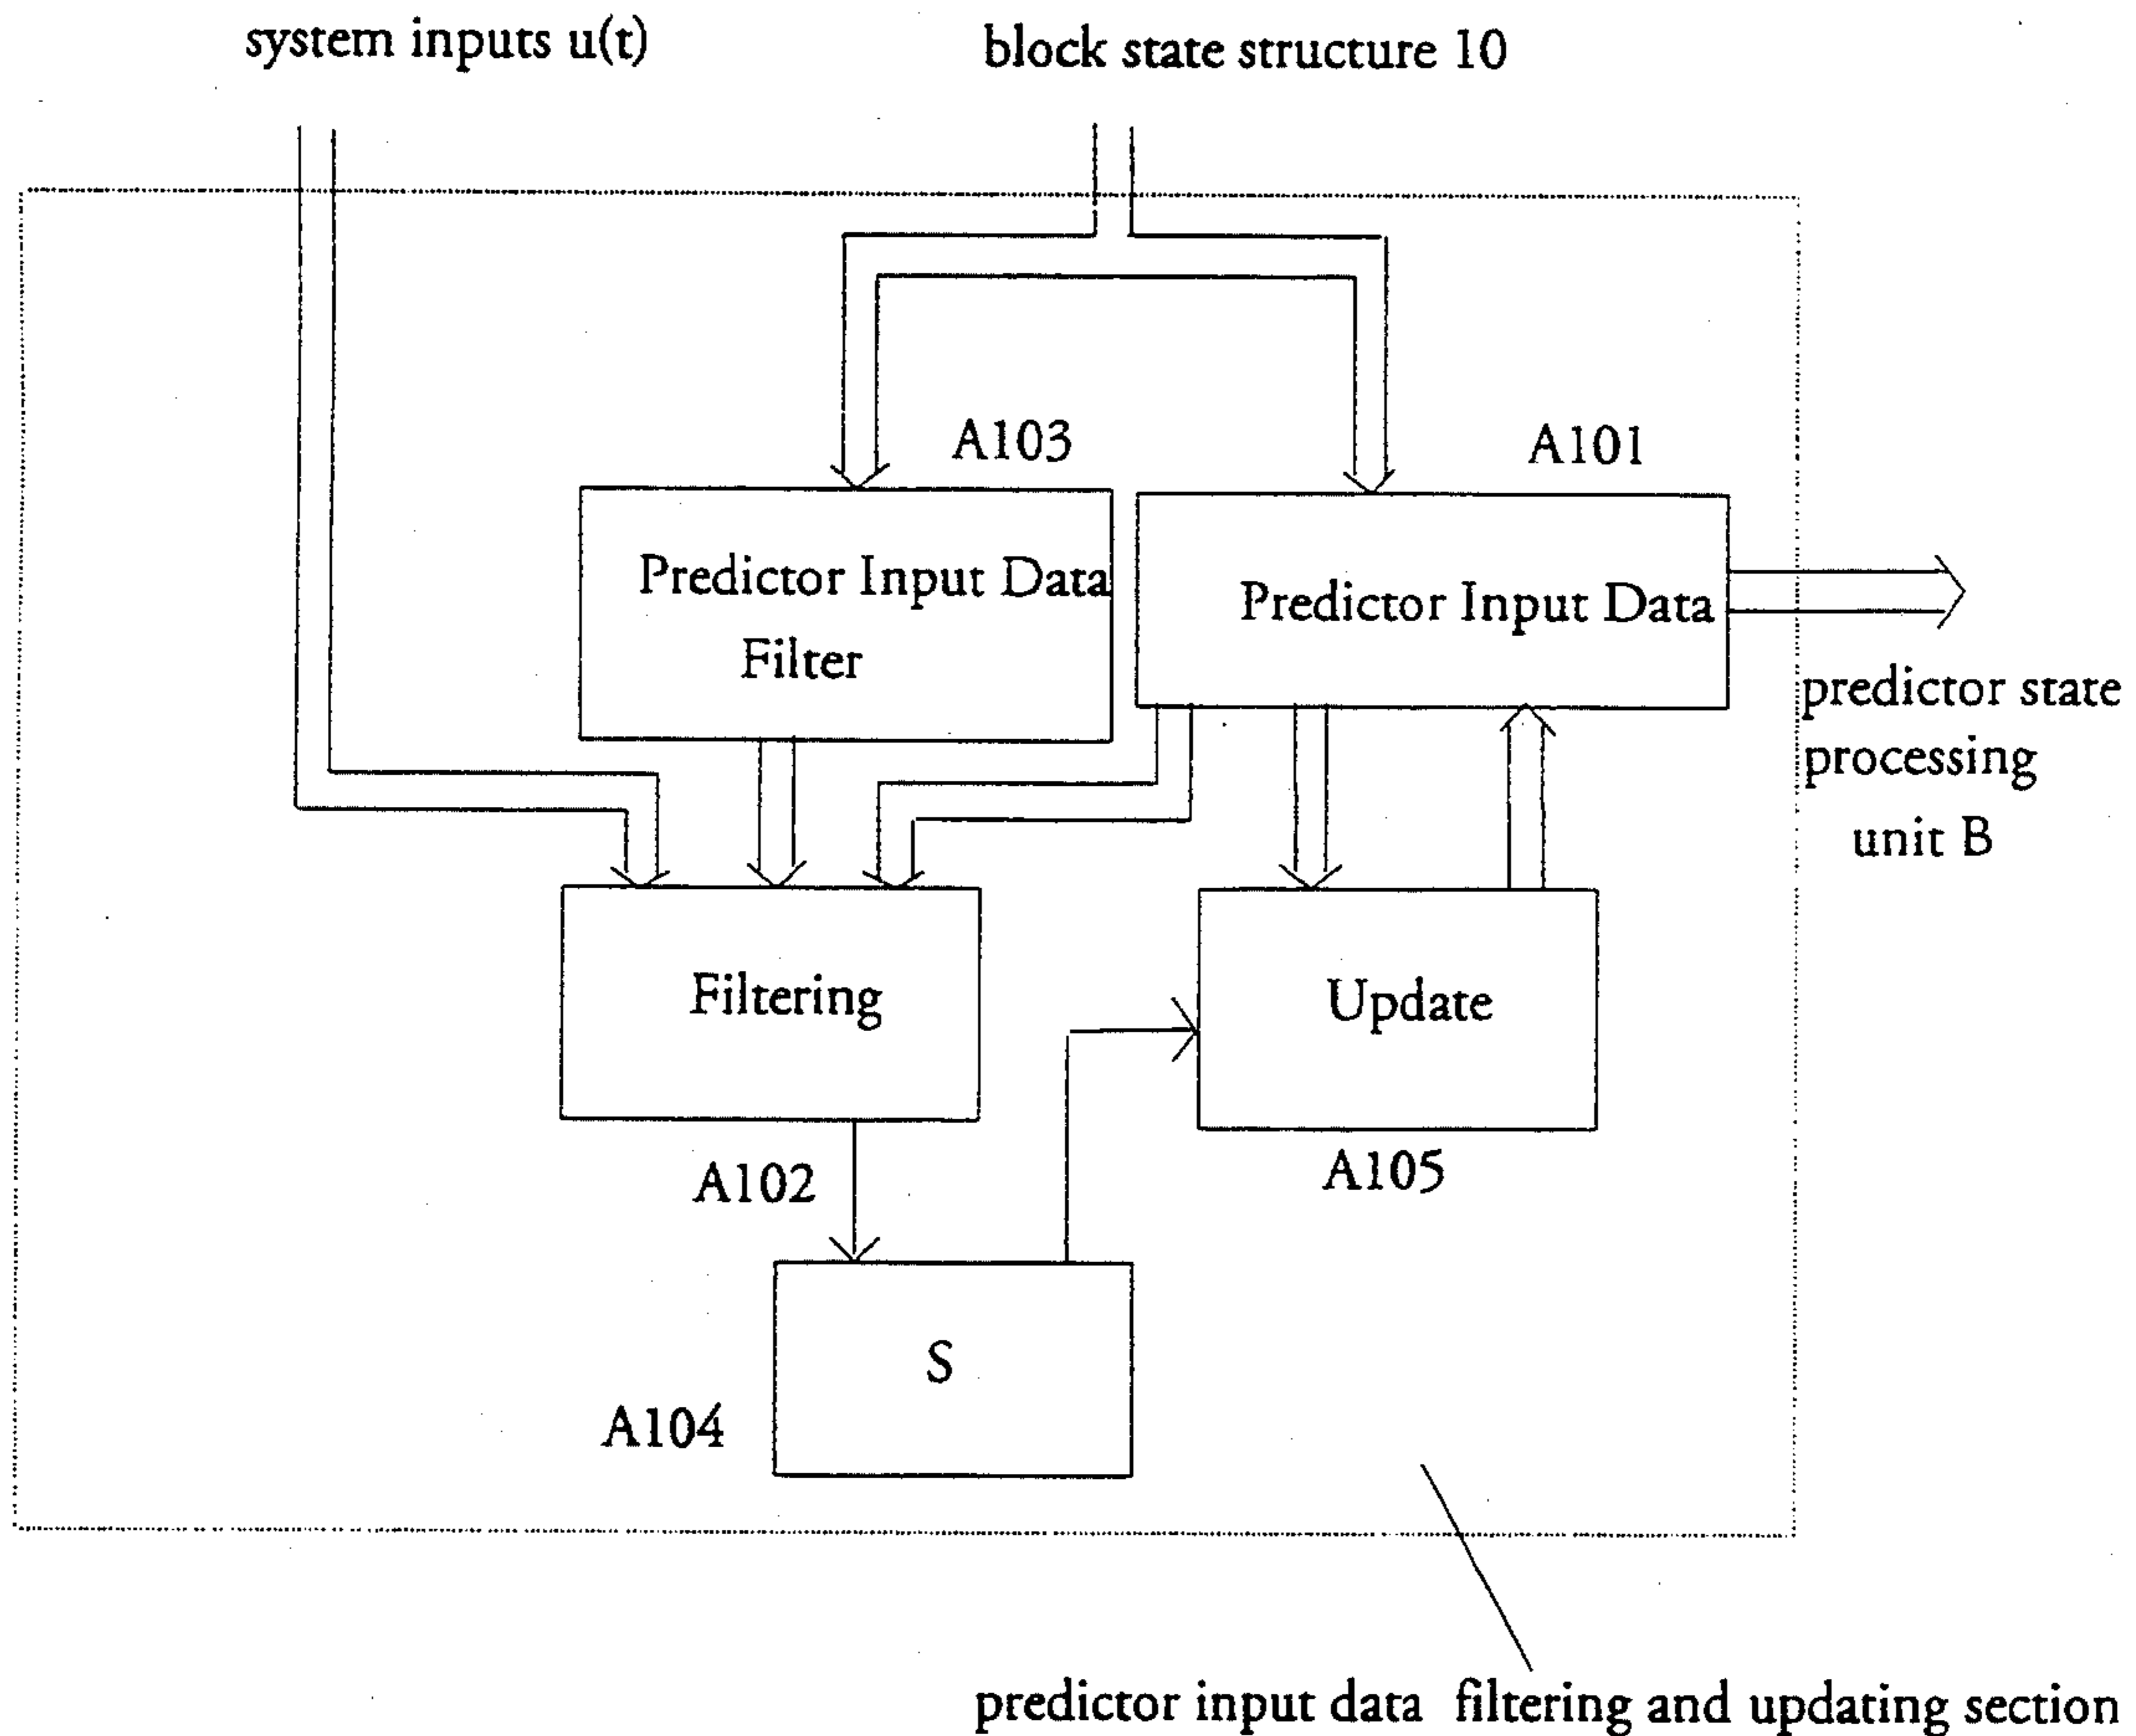 system inputs u(t)
block state structure 10
A103
A101
Predictor Input Data
Filter
Predictor Input Data
predictor state
processing
unit B
Filtering
Update
A102
A105
S
A104
predictor input data filtering and updating section